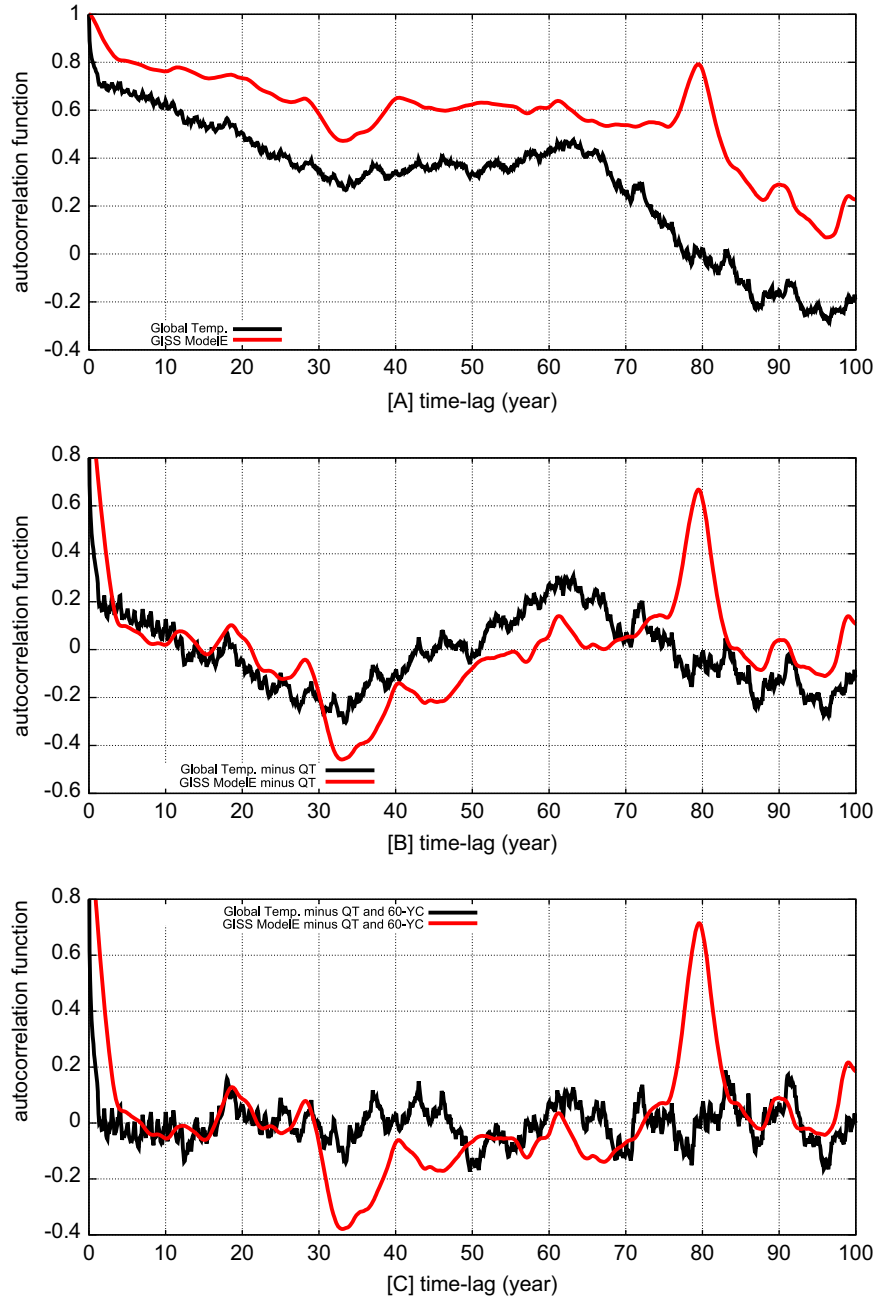 1
0.8
0.6
0.4
0.2
0
-0.2
-0.4
autocorrelation function
Global Temp.
GISS ModelE
0 10 20 30 40 50 60 70 80 90 100
[A] time-lag (year)
0.8
0.6
0.4
0.2
0
-0.2
-0.4
-0.6
autocorrelation function
Global Temp. minus QT
GISS ModelE minus QT
0 10 20 30 40 50 60 70 80 90 100
[B] time-lag (year)
0.8
0.6
0.4
0.2
0
-0.2
-0.4
autocorrelation function
Global Temp. minus QT and 60-YC
GISS ModelE minus QT and 60-YC
0 10 20 30 40 50 60 70 80 90 100
[C] time-lag (year)